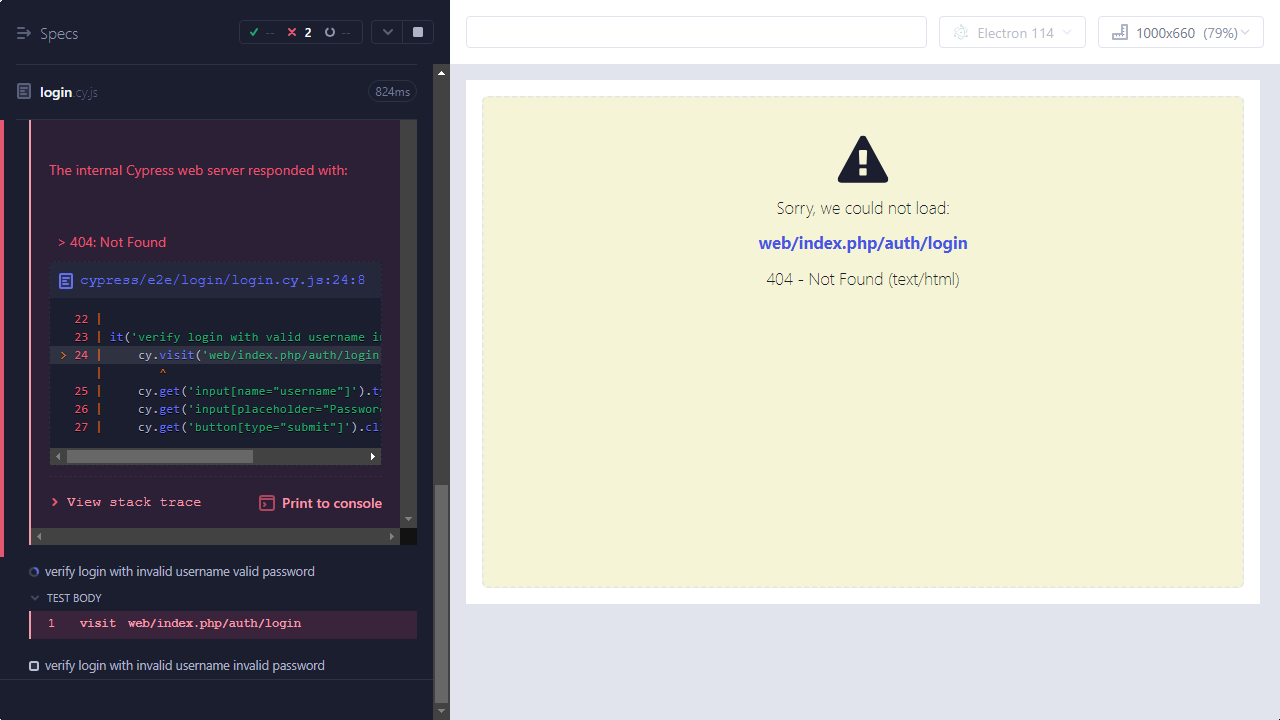 Specs
-- 2 --
Electron 114
1000x660 (79%)
login.cy.js
824ms
The internal Cypress web server responded with:
> 404: Not Found
cypress/e2e/login/login.cy.js:24:8
22 |
23 | it('verify login with valid username i
> 24 | cy.visit('web/index.php/auth/login
| ^
25 | cy.get('input[name="username"]').ty
26 | cy.get('input[placeholder="Password
27 | cy.get('button[type="submit"]').cli
> View stack trace
Print to console
verify login with invalid username valid password
TEST BODY
1 visit web/index.php/auth/login
verify login with invalid username invalid password
Sorry, we could not load:
web/index.php/auth/login
404 - Not Found (text/html)